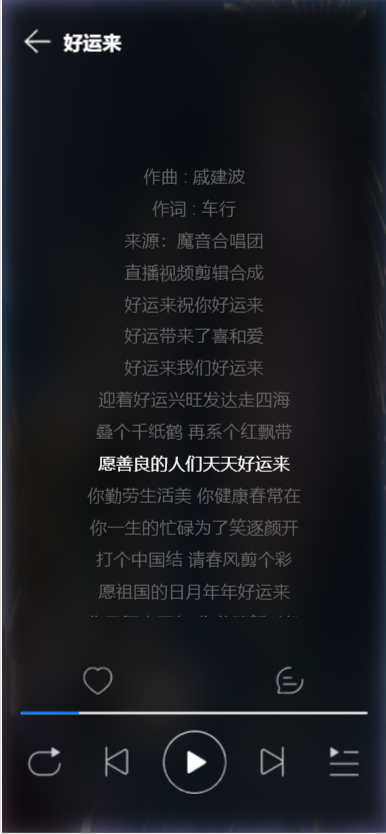 好运来
作曲 : 戚建波
作词 : 车行
来源：魔音合唱团
直播视频剪辑合成
好运来祝你好运来
好运带来了喜和爱
好运来我们好运来
迎着好运兴旺发达走四海
叠个千纸鹤 再系个红飘带
愿善良的人们天天好运来
你勤劳生活美 你健康春常在
你一生的忙碌为了笑逐颜开
打个中国结 请春风剪个彩
愿祖国的日月年年好运来